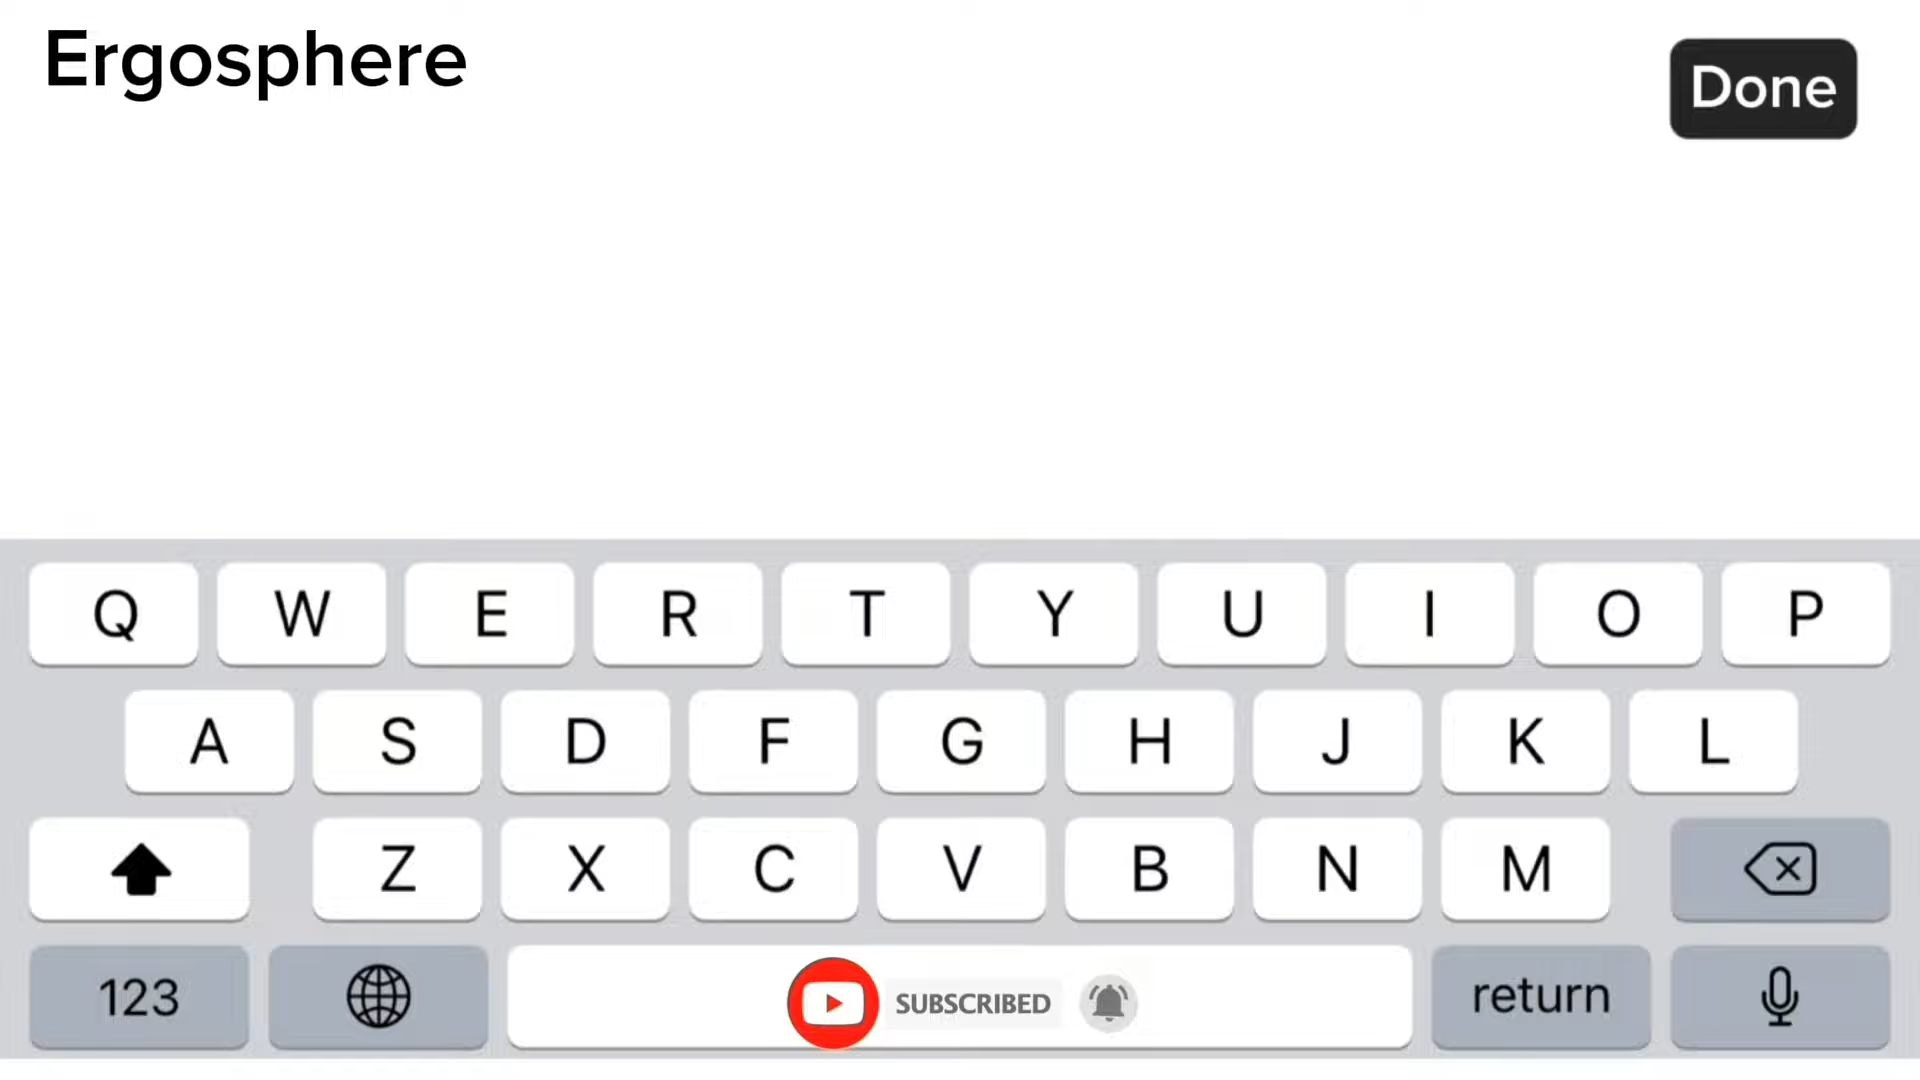 Ergosphere
Done
Q W E R T Y U I O P
A S D F G H J K L
Z X C V B N M
123 SUBSCRIBED return